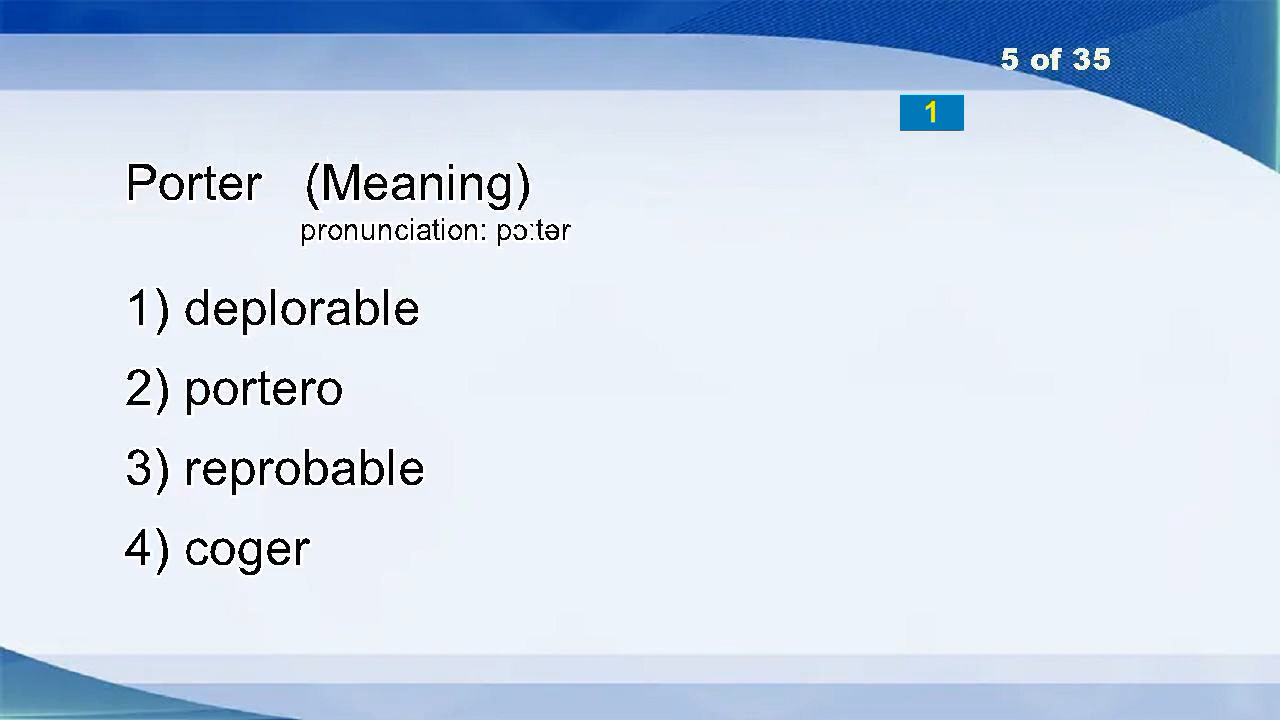 5 of 35
1
Porter (Meaning)
pronunciation: pɔːtər
1) deplorable
2) portero
3) reprobable
4) coger